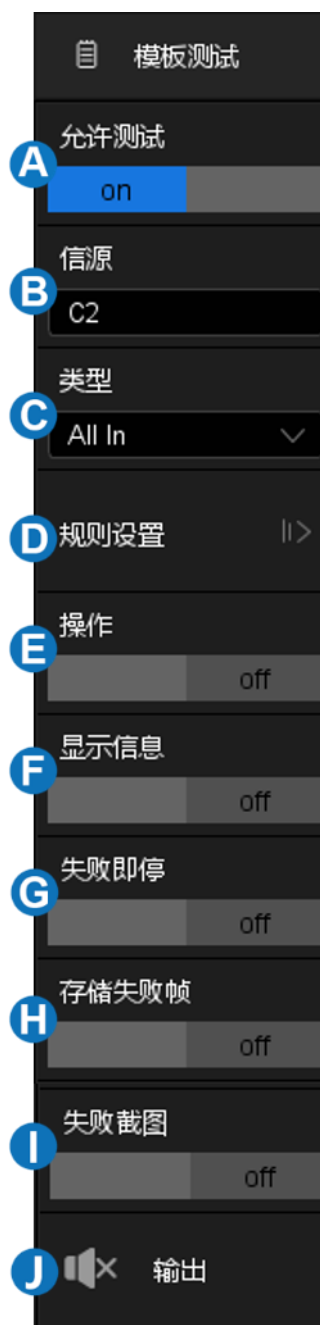 模板测试
允许测试
A
on
信源
B
C2
类型
C
All In
D 规则设置
操作
E
off
显示信息
F
off
失败即停
G
off
存储失败帧
H
off
失败截图
I
off
J 输出